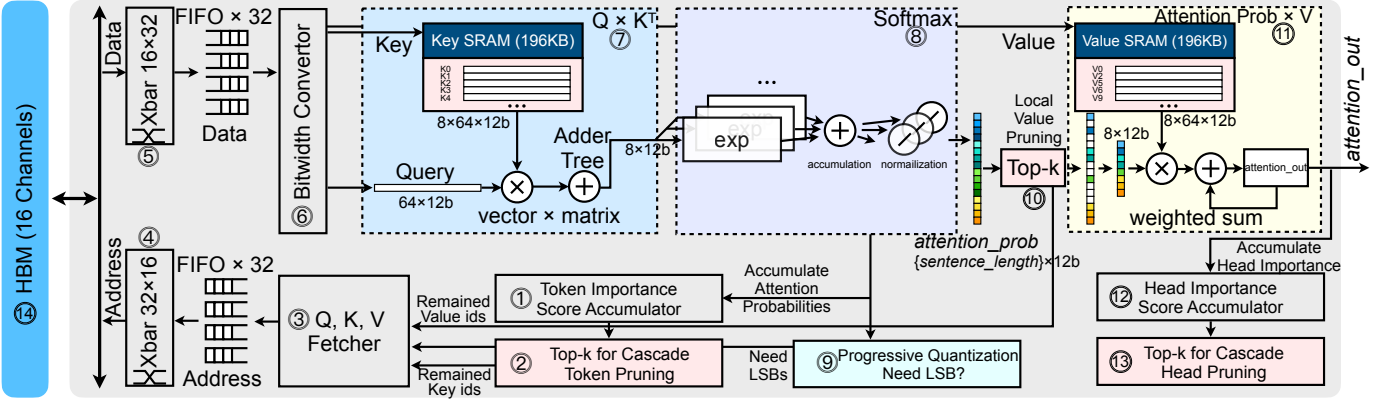 ⑭ HBM (16 Channels)
Data
Xbar 16×32
⑤
FIFO × 32
Data
Bitwidth Convertor
⑥
Key
Key SRAM (196KB)
K0
K1
K2
K3
K4
...
8×64×12b
Q × Kᵀ
⑦
Query
64×12b
vector × matrix
Adder
Tree
8×12b
Softmax
⑧
...
exp
exp
accumulation
normailization
attention_prob
{sentence_length}×12b
Local
Value
Pruning
Top-k
⑩
Value
Attention Prob × V
⑪
Value SRAM (196KB)
V0
V2
V5
V6
V9
...
8×64×12b
8×12b
attention_out
weighted sum
attention_out
Address
④
Xbar 32×16
FIFO × 32
Address
③ Q, K, V
Fetcher
Remained
Value ids
Remained
Key ids
① Token Importance
Score Accumulator
② Top-k for Cascade
Token Pruning
Accumulate
Attention
Probabilities
Need
LSBs
⑨ Progressive Quantization
Need LSB?
Accumulate
Head Importance
⑫ Head Importance
Score Accumulator
⑬ Top-k for Cascade
Head Pruning